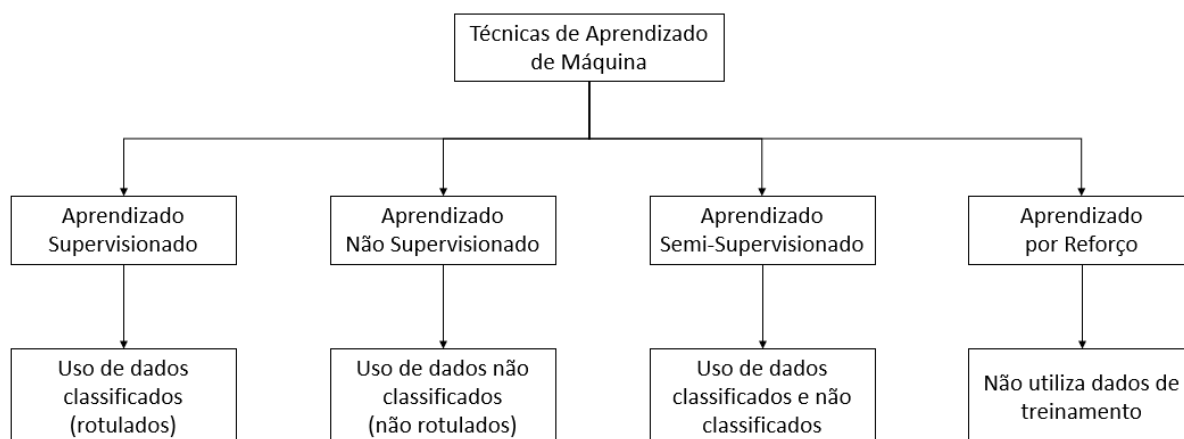 Técnicas de Aprendizado
de Máquina
Aprendizado
Supervisionado
Aprendizado
Não Supervisionado
Aprendizado
Semi-Supervisionado
Aprendizado
por Reforço
Uso de dados
classificados
(rotulados)
Uso de dados não
classificados
(não rotulados)
Uso de dados
classificados e não
classificados
Não utiliza dados de
treinamento